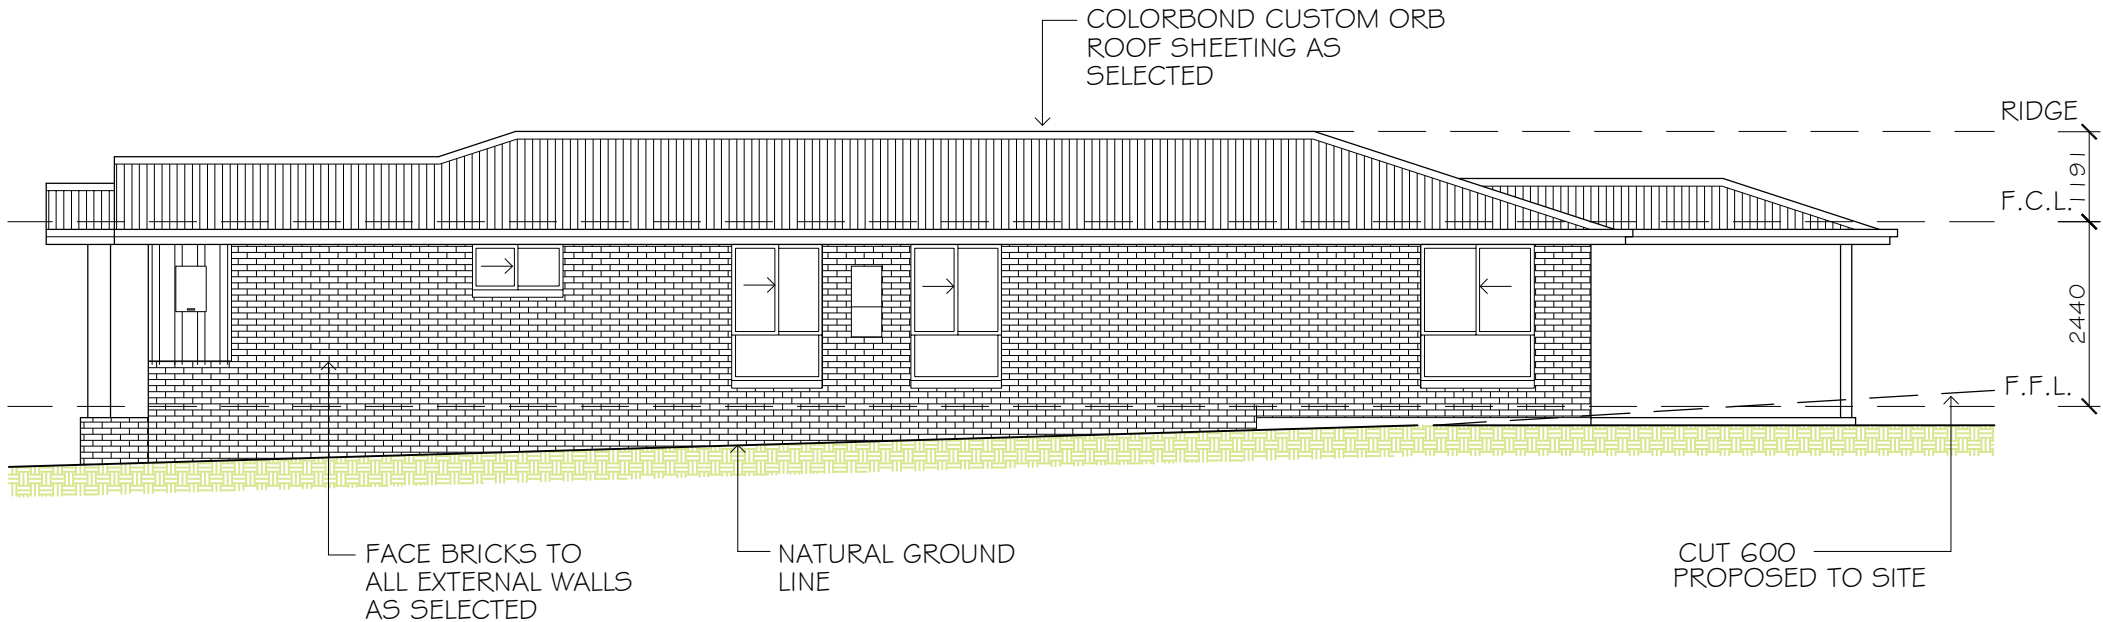 COLORBOND CUSTOM ORB
ROOF SHEETING AS
SELECTED
RIDGE
1191
F.C.L.
2440
F.F.L.
FACE BRICKS TO
ALL EXTERNAL WALLS
AS SELECTED
NATURAL GROUND
LINE
CUT 600
PROPOSED TO SITE